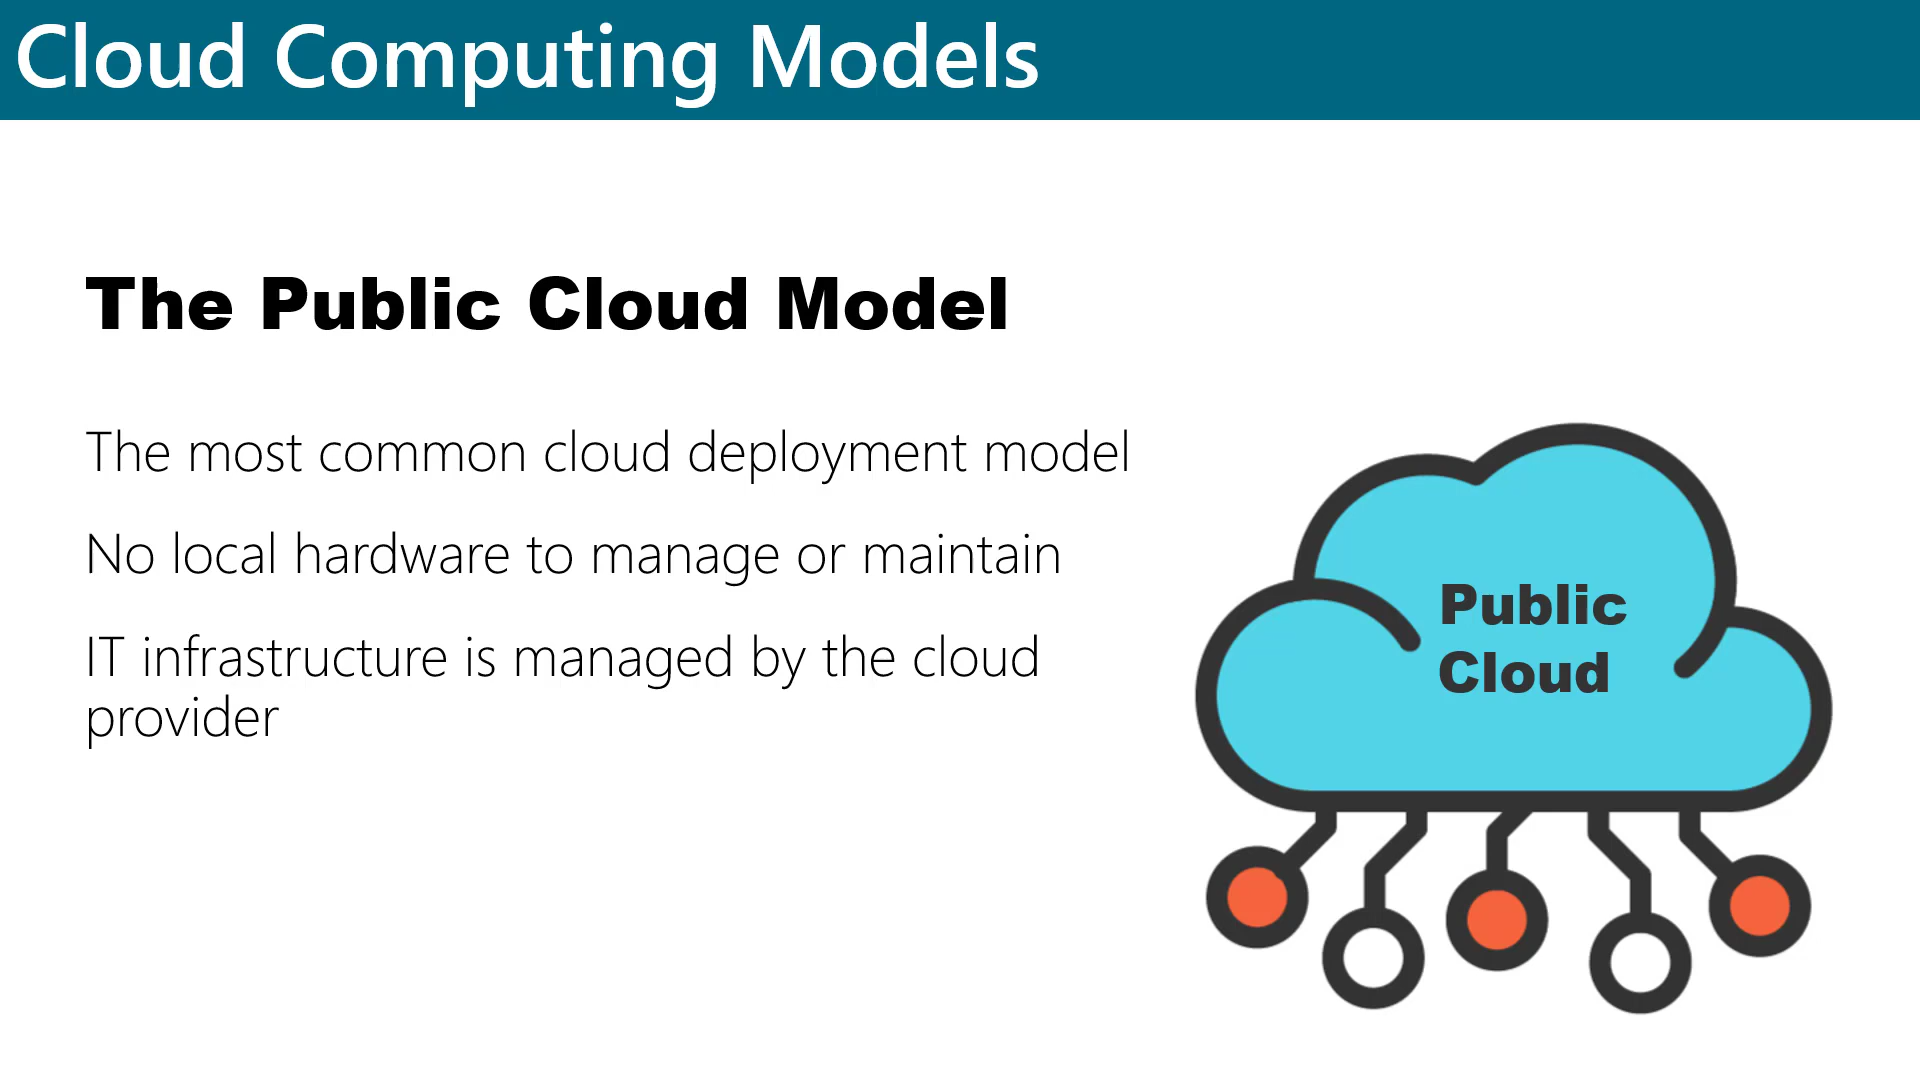 Cloud Computing Models
The Public Cloud Model
The most common cloud deployment model
No local hardware to manage or maintain
IT infrastructure is managed by the cloud
provider
Public
Cloud